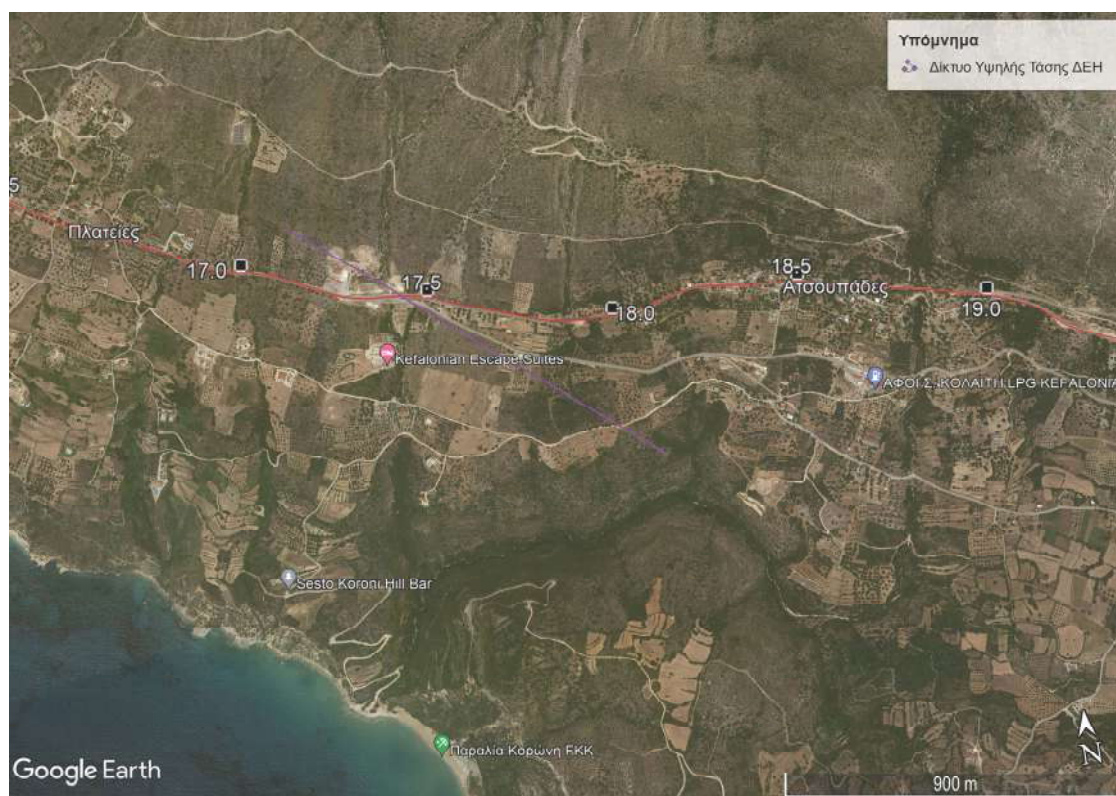 Υπόμνημα
Δίκτυο Υψηλής Τάσης ΔΕΗ
5
Πλατείες
17.0
17.5
18.0
18.5
Ατσουπάδες
19.0
Kefalonian Escape Suites
ΑΦΟΙ Σ. ΚΟΛΑΙΤΗ LPG KEFALONIA
Sesto Koroni Hill Bar
Παραλία Κορώνη FKK
Google Earth
N
900 m